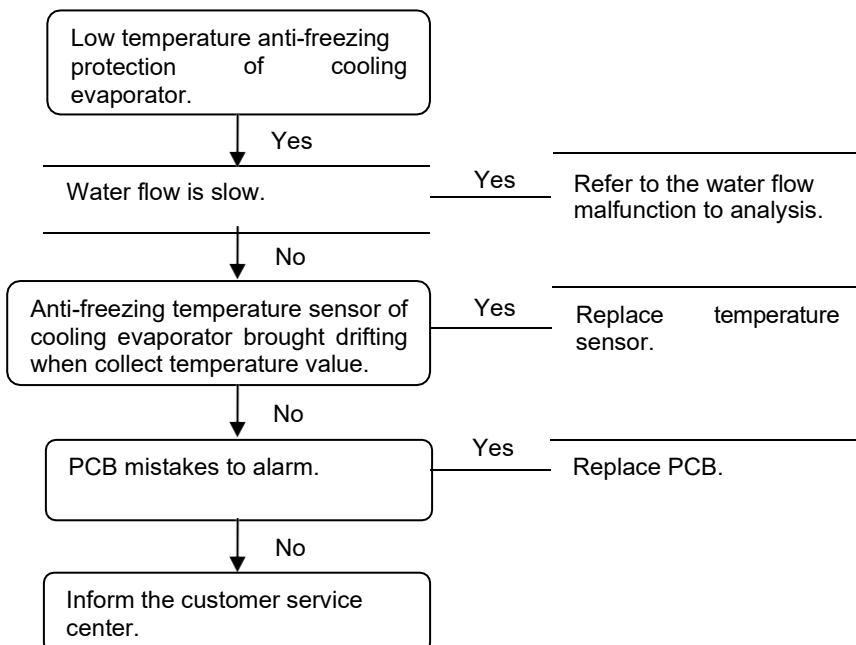 Low temperature anti-freezing
protection of cooling
evaporator.
Yes
Water flow is slow.
Yes
Refer to the water flow
malfunction to analysis.
No
Anti-freezing temperature sensor of
cooling evaporator brought drifting
when collect temperature value.
Yes
Replace temperature
sensor.
No
PCB mistakes to alarm.
Yes
Replace PCB.
No
Inform the customer service
center.